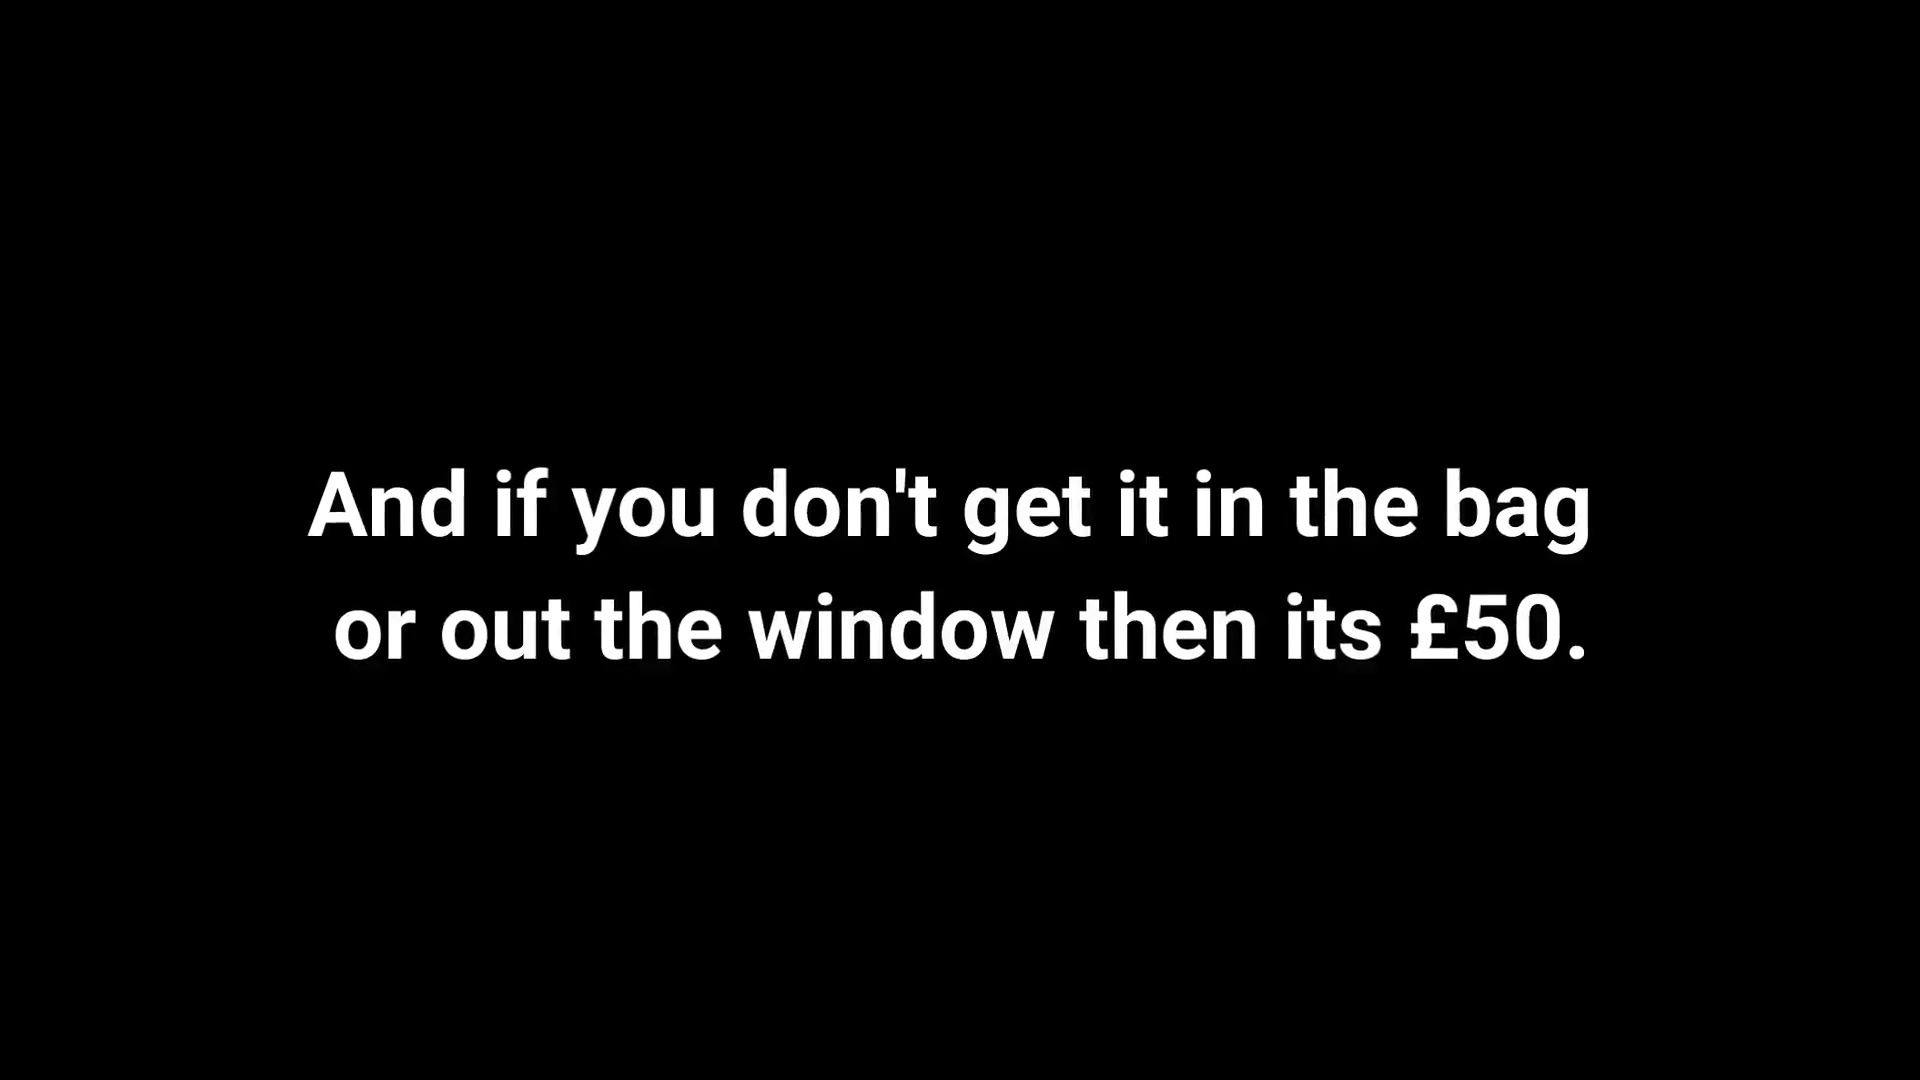 And if you don't get it in the bag
or out the window then its £50.